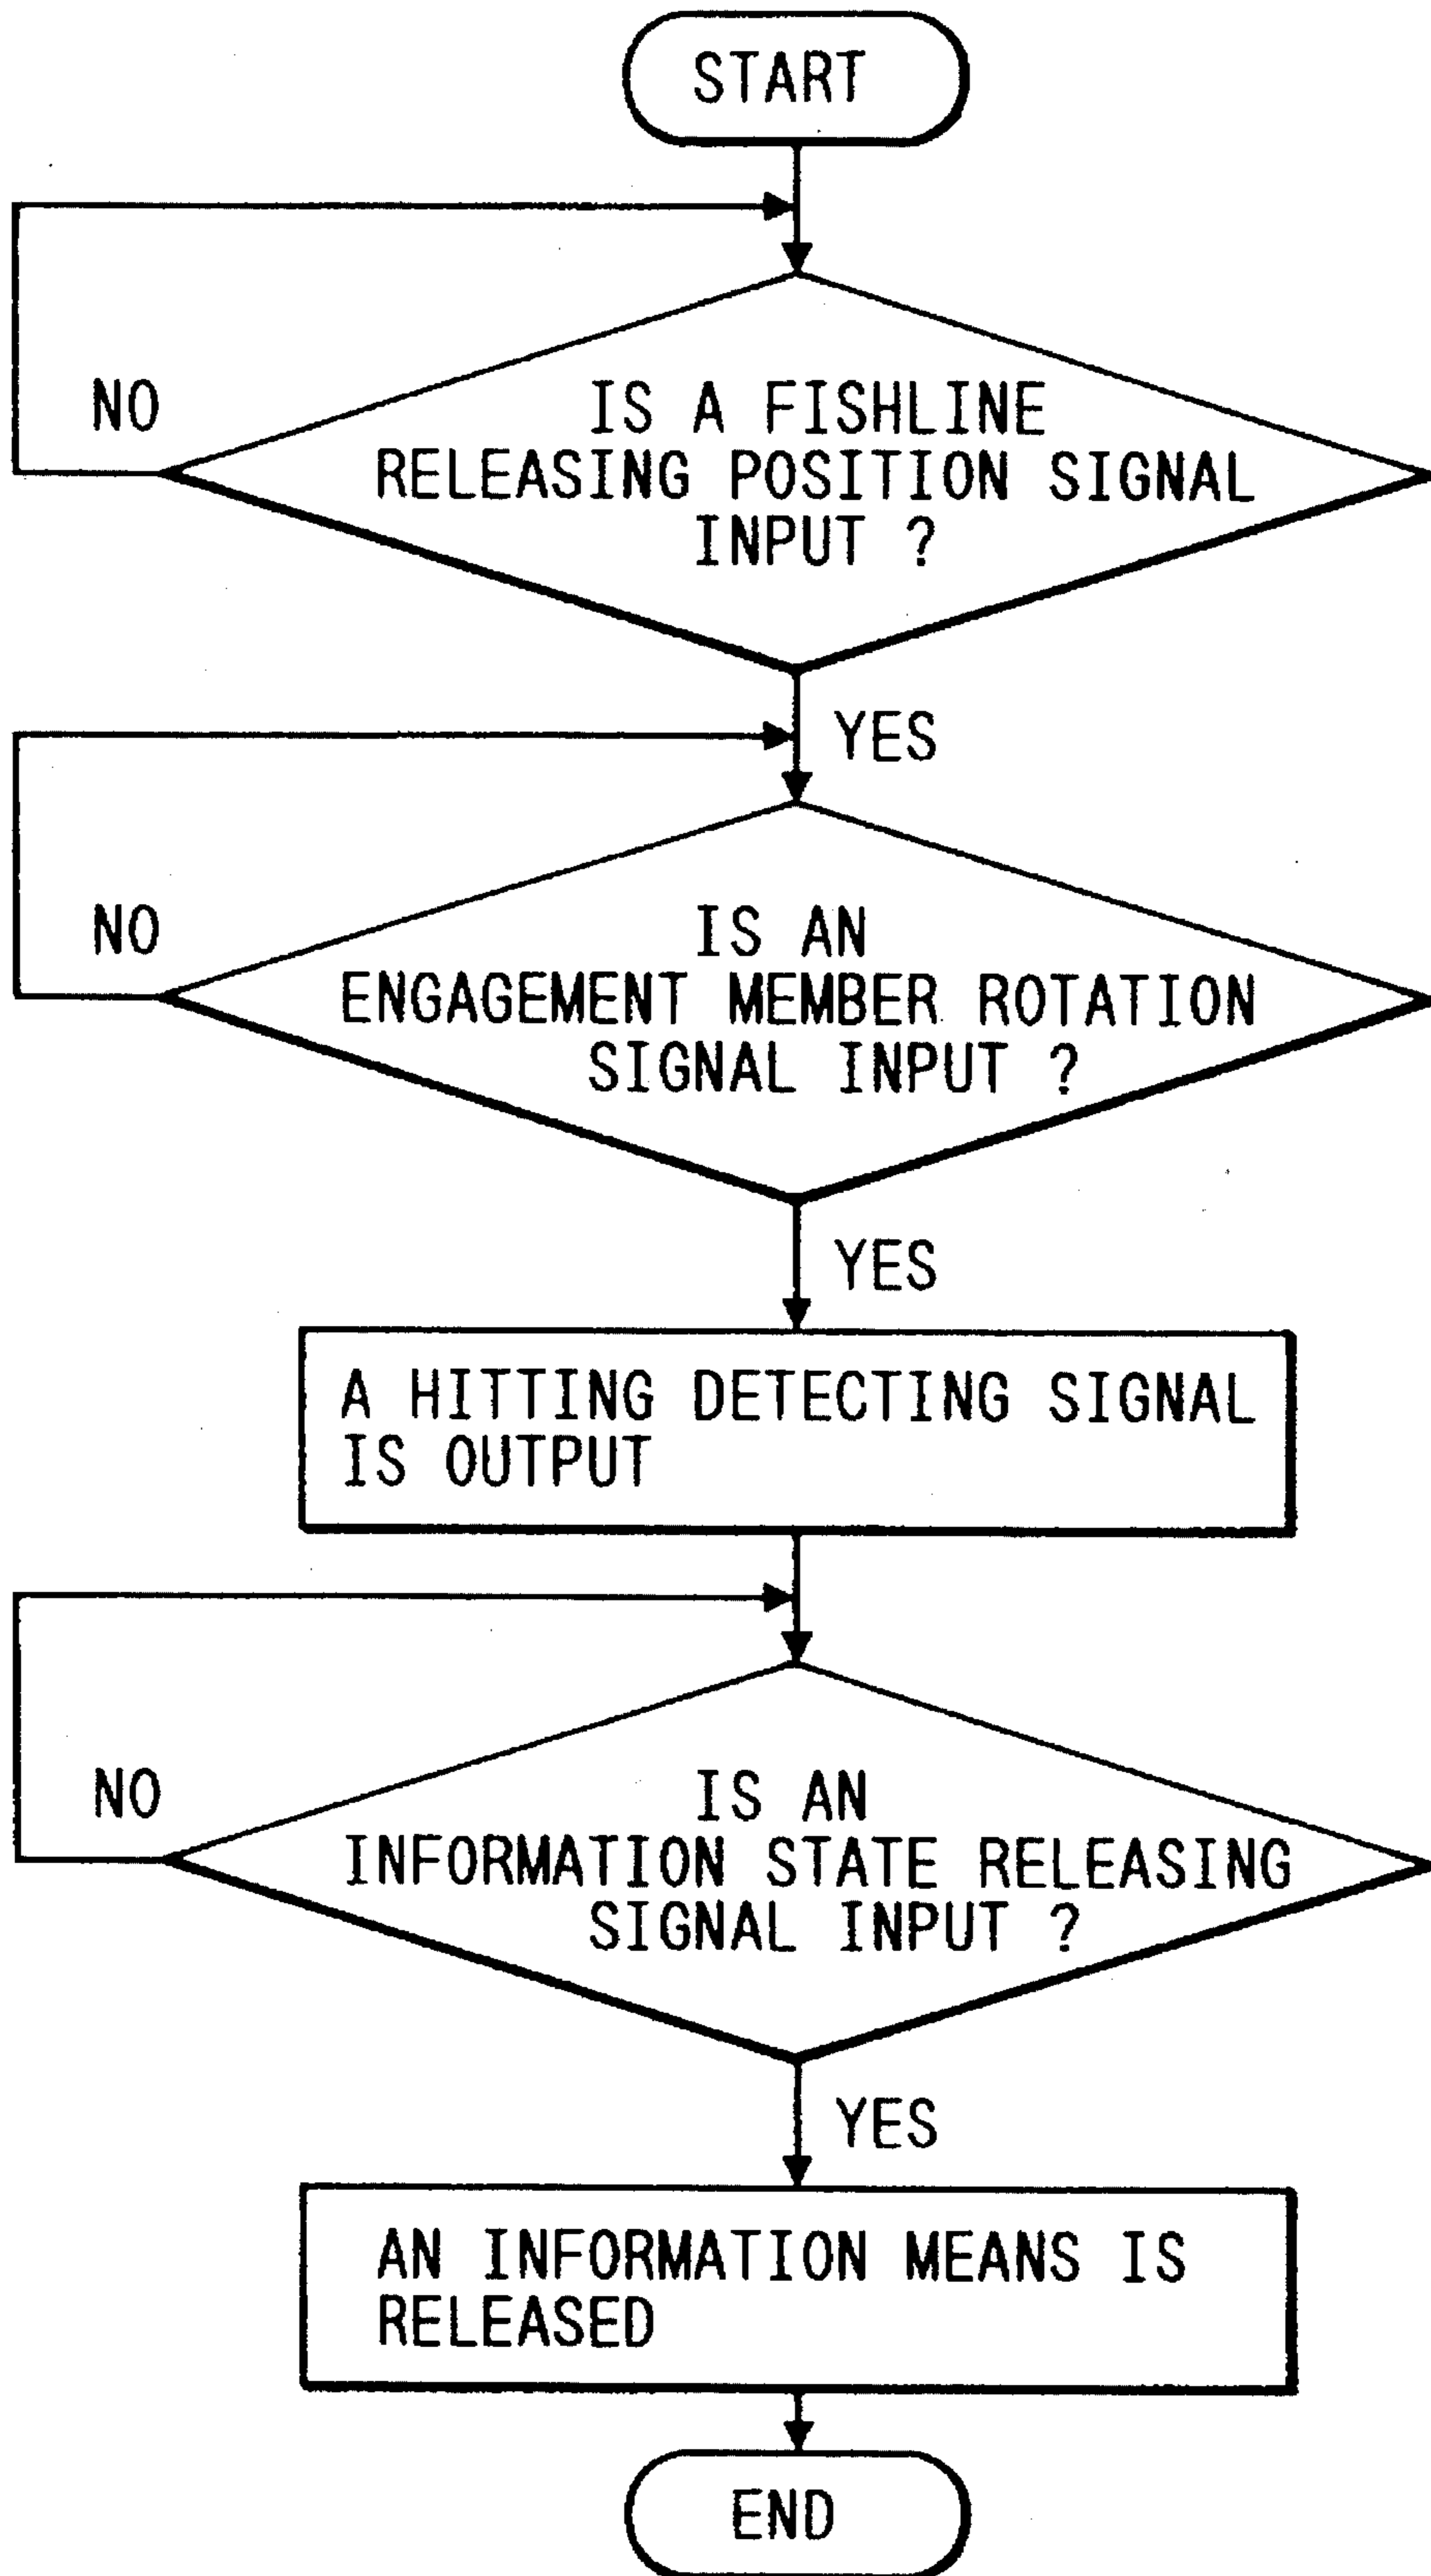 START
NO
IS A FISHLINE
RELEASING POSITION SIGNAL
INPUT ?
YES
NO
IS AN
ENGAGEMENT MEMBER ROTATION
SIGNAL INPUT ?
YES
A HITTING DETECTING SIGNAL
IS OUTPUT
NO
IS AN
INFORMATION STATE RELEASING
SIGNAL INPUT ?
YES
AN INFORMATION MEANS IS
RELEASED
END